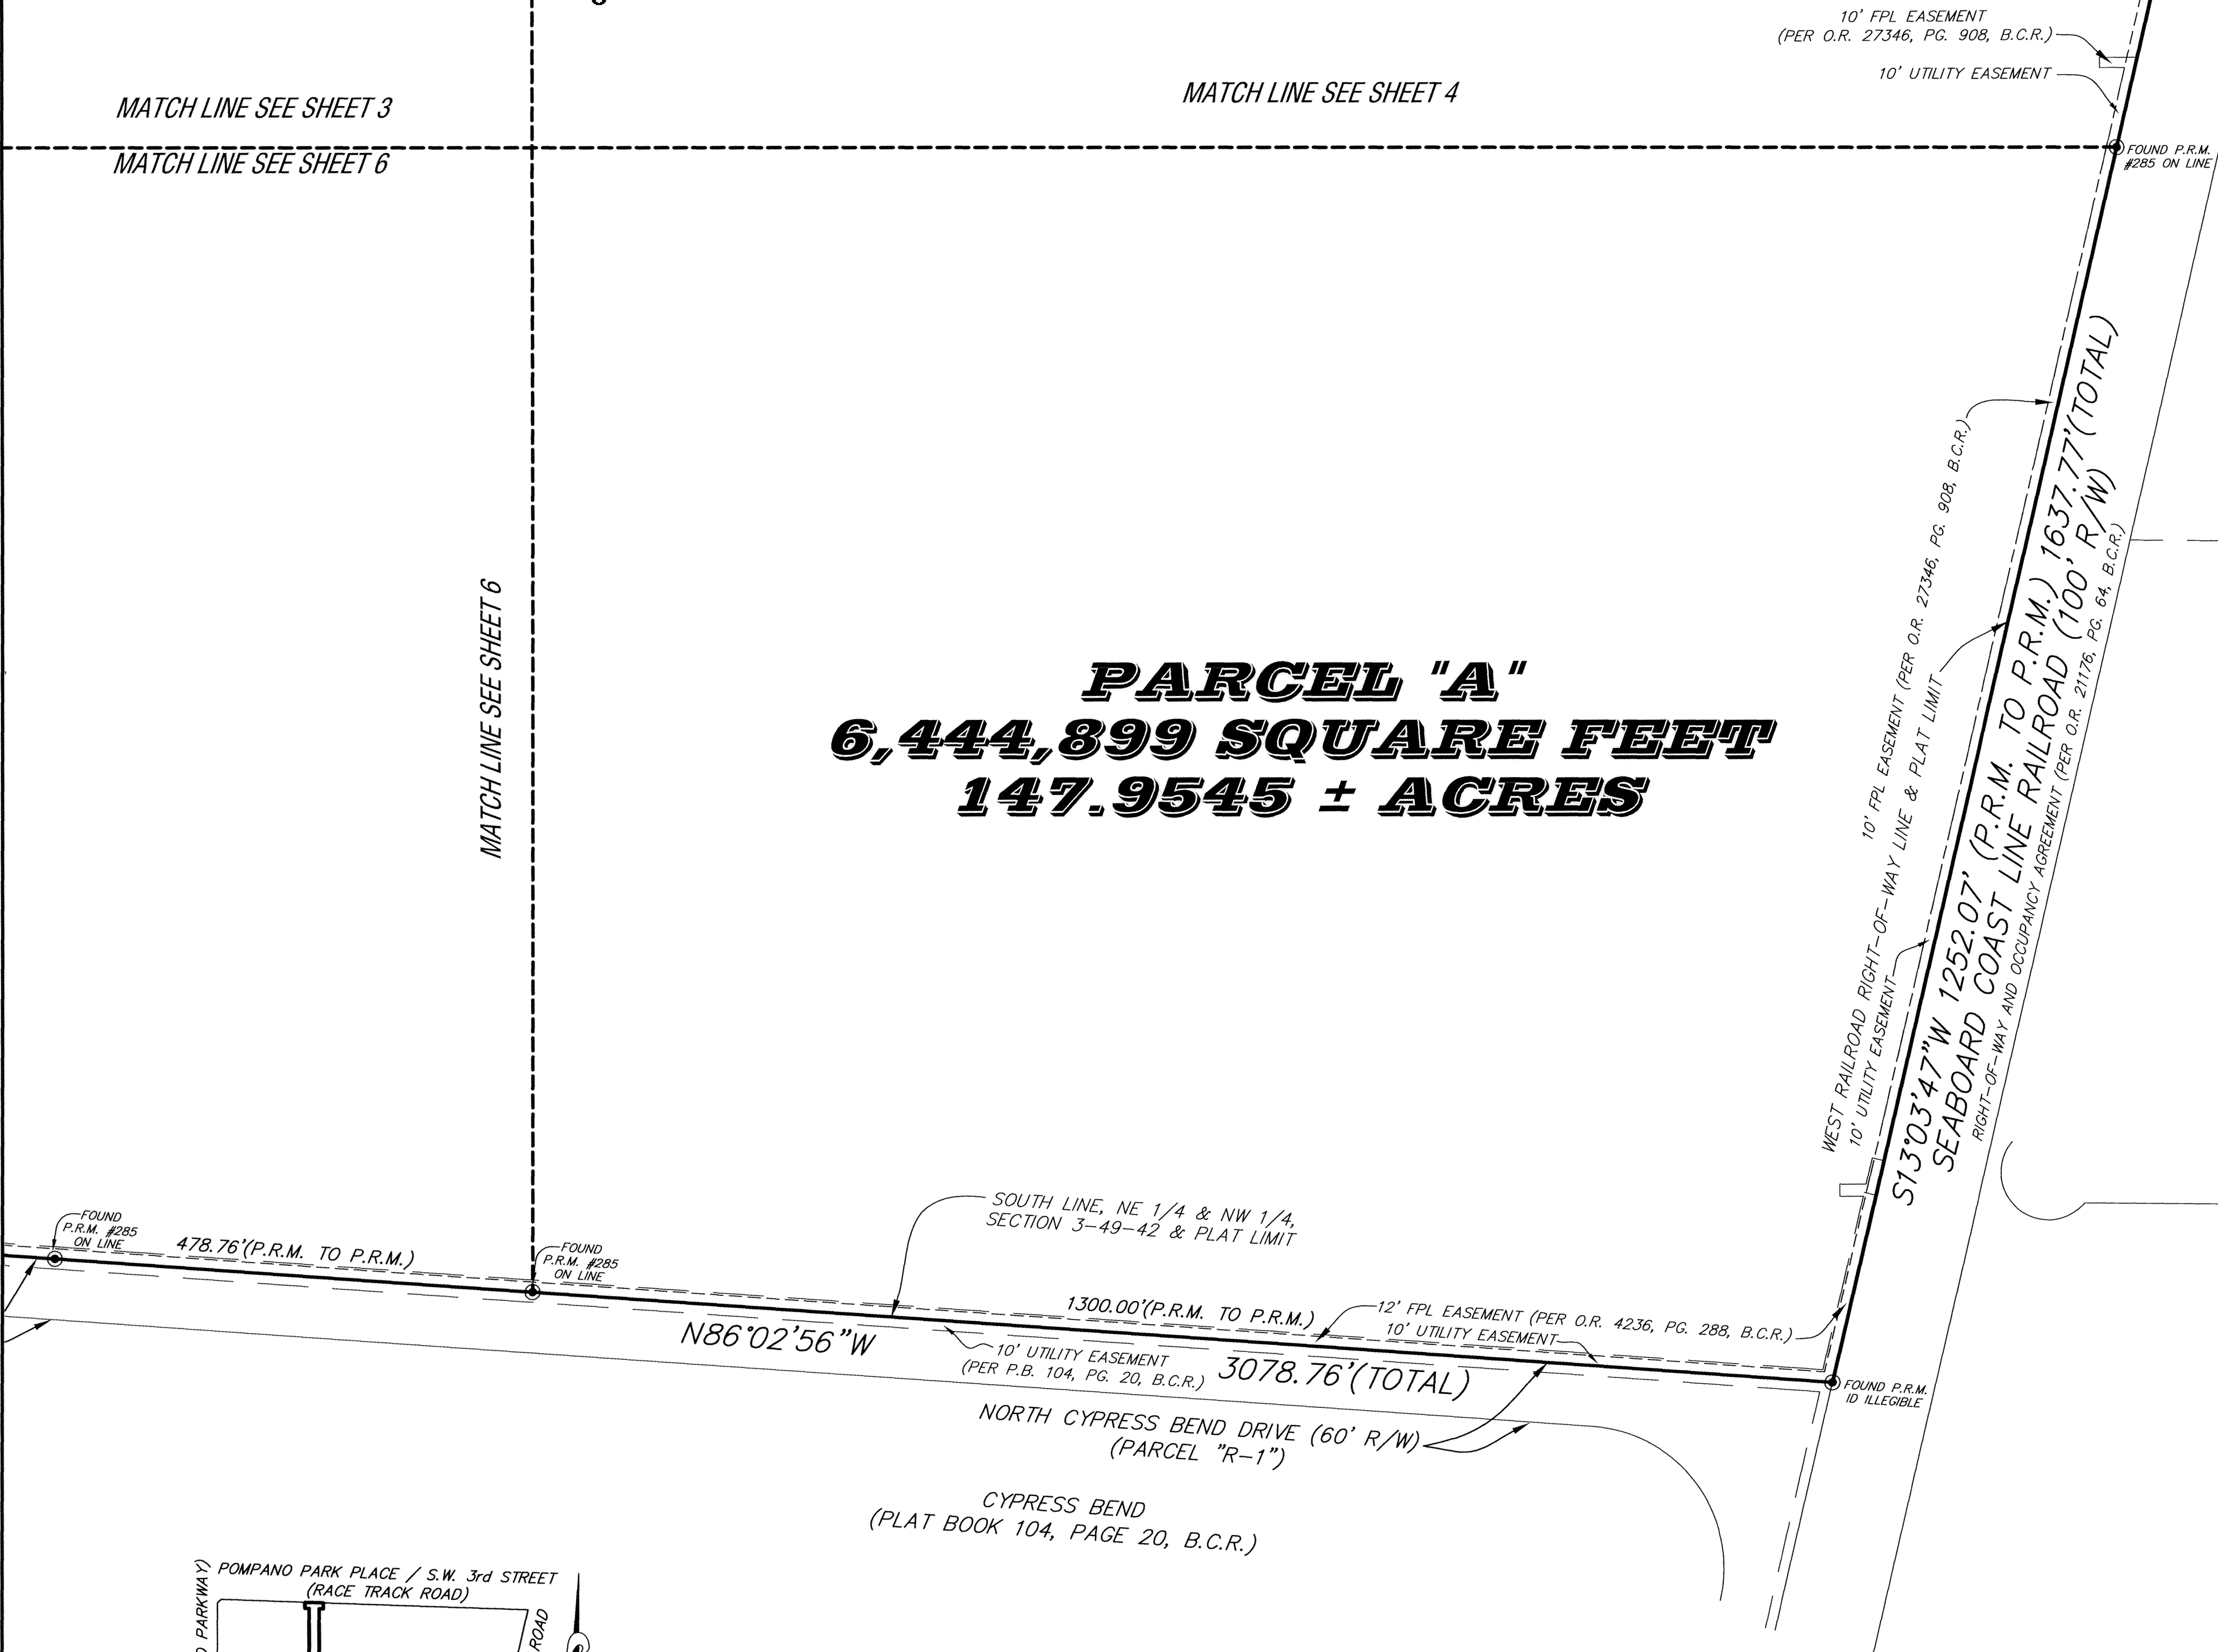 10' FPL EASEMENT
(PER O.R. 27346, PG. 908, B.C.R.)
10' UTILITY EASEMENT
MATCH LINE SEE SHEET 3
MATCH LINE SEE SHEET 4
MATCH LINE SEE SHEET 6
FOUND P.R.M.
#285 ON LINE
MATCH LINE SEE SHEET 6
PARCEL "A"
6,444,899 SQUARE FEET
147.9545 ± ACRES
10' FPL EASEMENT (PER O.R. 27346, PG. 908, B.C.R.)
WEST RAILROAD RIGHT-OF-WAY LINE & PLAT LIMIT
10' UTILITY EASEMENT
S13°03'47"W 1252.07' (P.R.M. TO P.R.M.) 1637.77'(TOTAL)
SEABOARD COAST LINE RAILROAD (100' R/W)
RIGHT-OF-WAY AND OCCUPANCY AGREEMENT (PER O.R. 21176, PG. 64, B.C.R.)
SOUTH LINE, NE 1/4 & NW 1/4,
SECTION 3-49-42 & PLAT LIMIT
FOUND
P.R.M. #285
ON LINE
478.76'(P.R.M. TO P.R.M.)
FOUND
P.R.M. #285
ON LINE
1300.00'(P.R.M. TO P.R.M.)
12' FPL EASEMENT (PER O.R. 4236, PG. 288, B.C.R.)
10' UTILITY EASEMENT
N86°02'56"W
10' UTILITY EASEMENT
(PER P.B. 104, PG. 20, B.C.R.)
3078.76'(TOTAL)
FOUND P.R.M.
ID ILLEGIBLE
NORTH CYPRESS BEND DRIVE (60' R/W)
(PARCEL "R-1")
CYPRESS BEND
(PLAT BOOK 104, PAGE 20, B.C.R.)
POMPANO PARK PLACE / S.W. 3rd STREET
(RACE TRACK ROAD)
PARKWAY)
ROAD